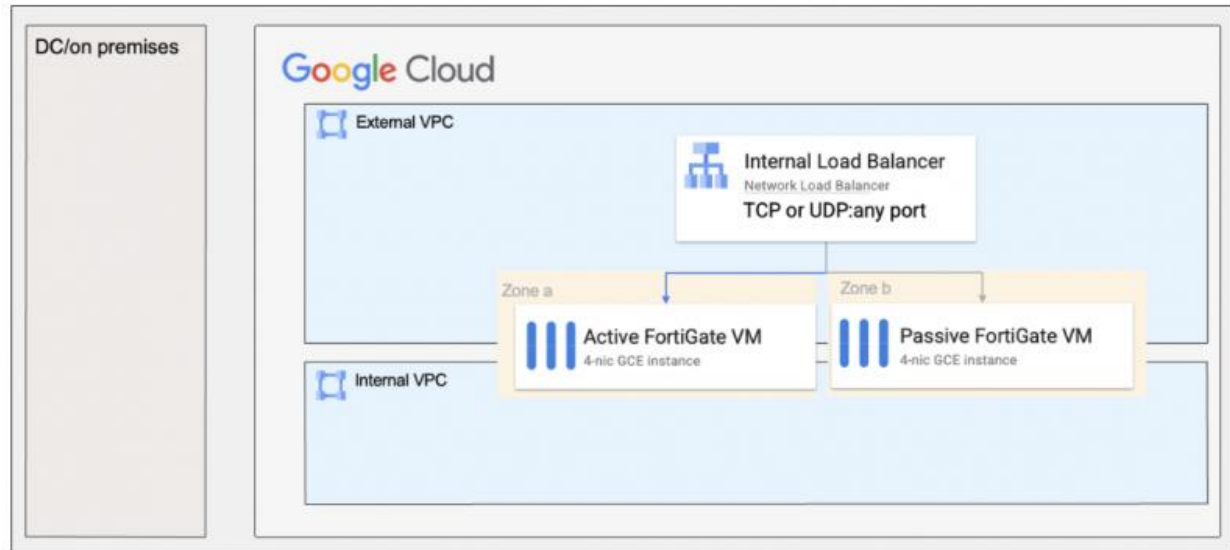 DC/on premises
Google Cloud
External VPC
Internal Load Balancer
Network Load Balancer
TCP or UDP:any port
Zone a
Zone b
Active FortiGate VM
4-nic GCE instance
Passive FortiGate VM
4-nic GCE instance
Internal VPC